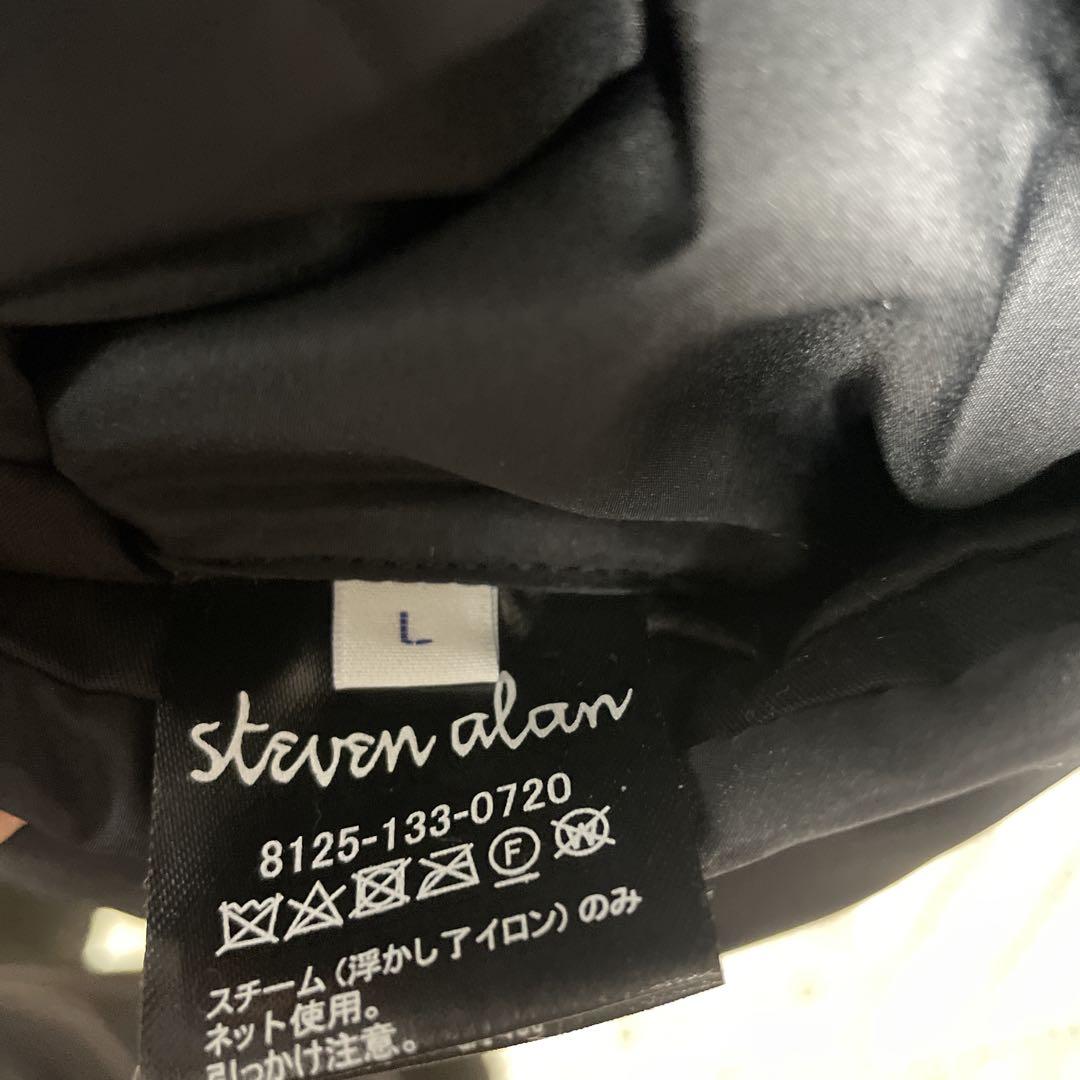 L
steven alan
8125-133-0720
F W
スチーム(浮かしアイロン)のみ
ネット使用。
引っかけ注意。